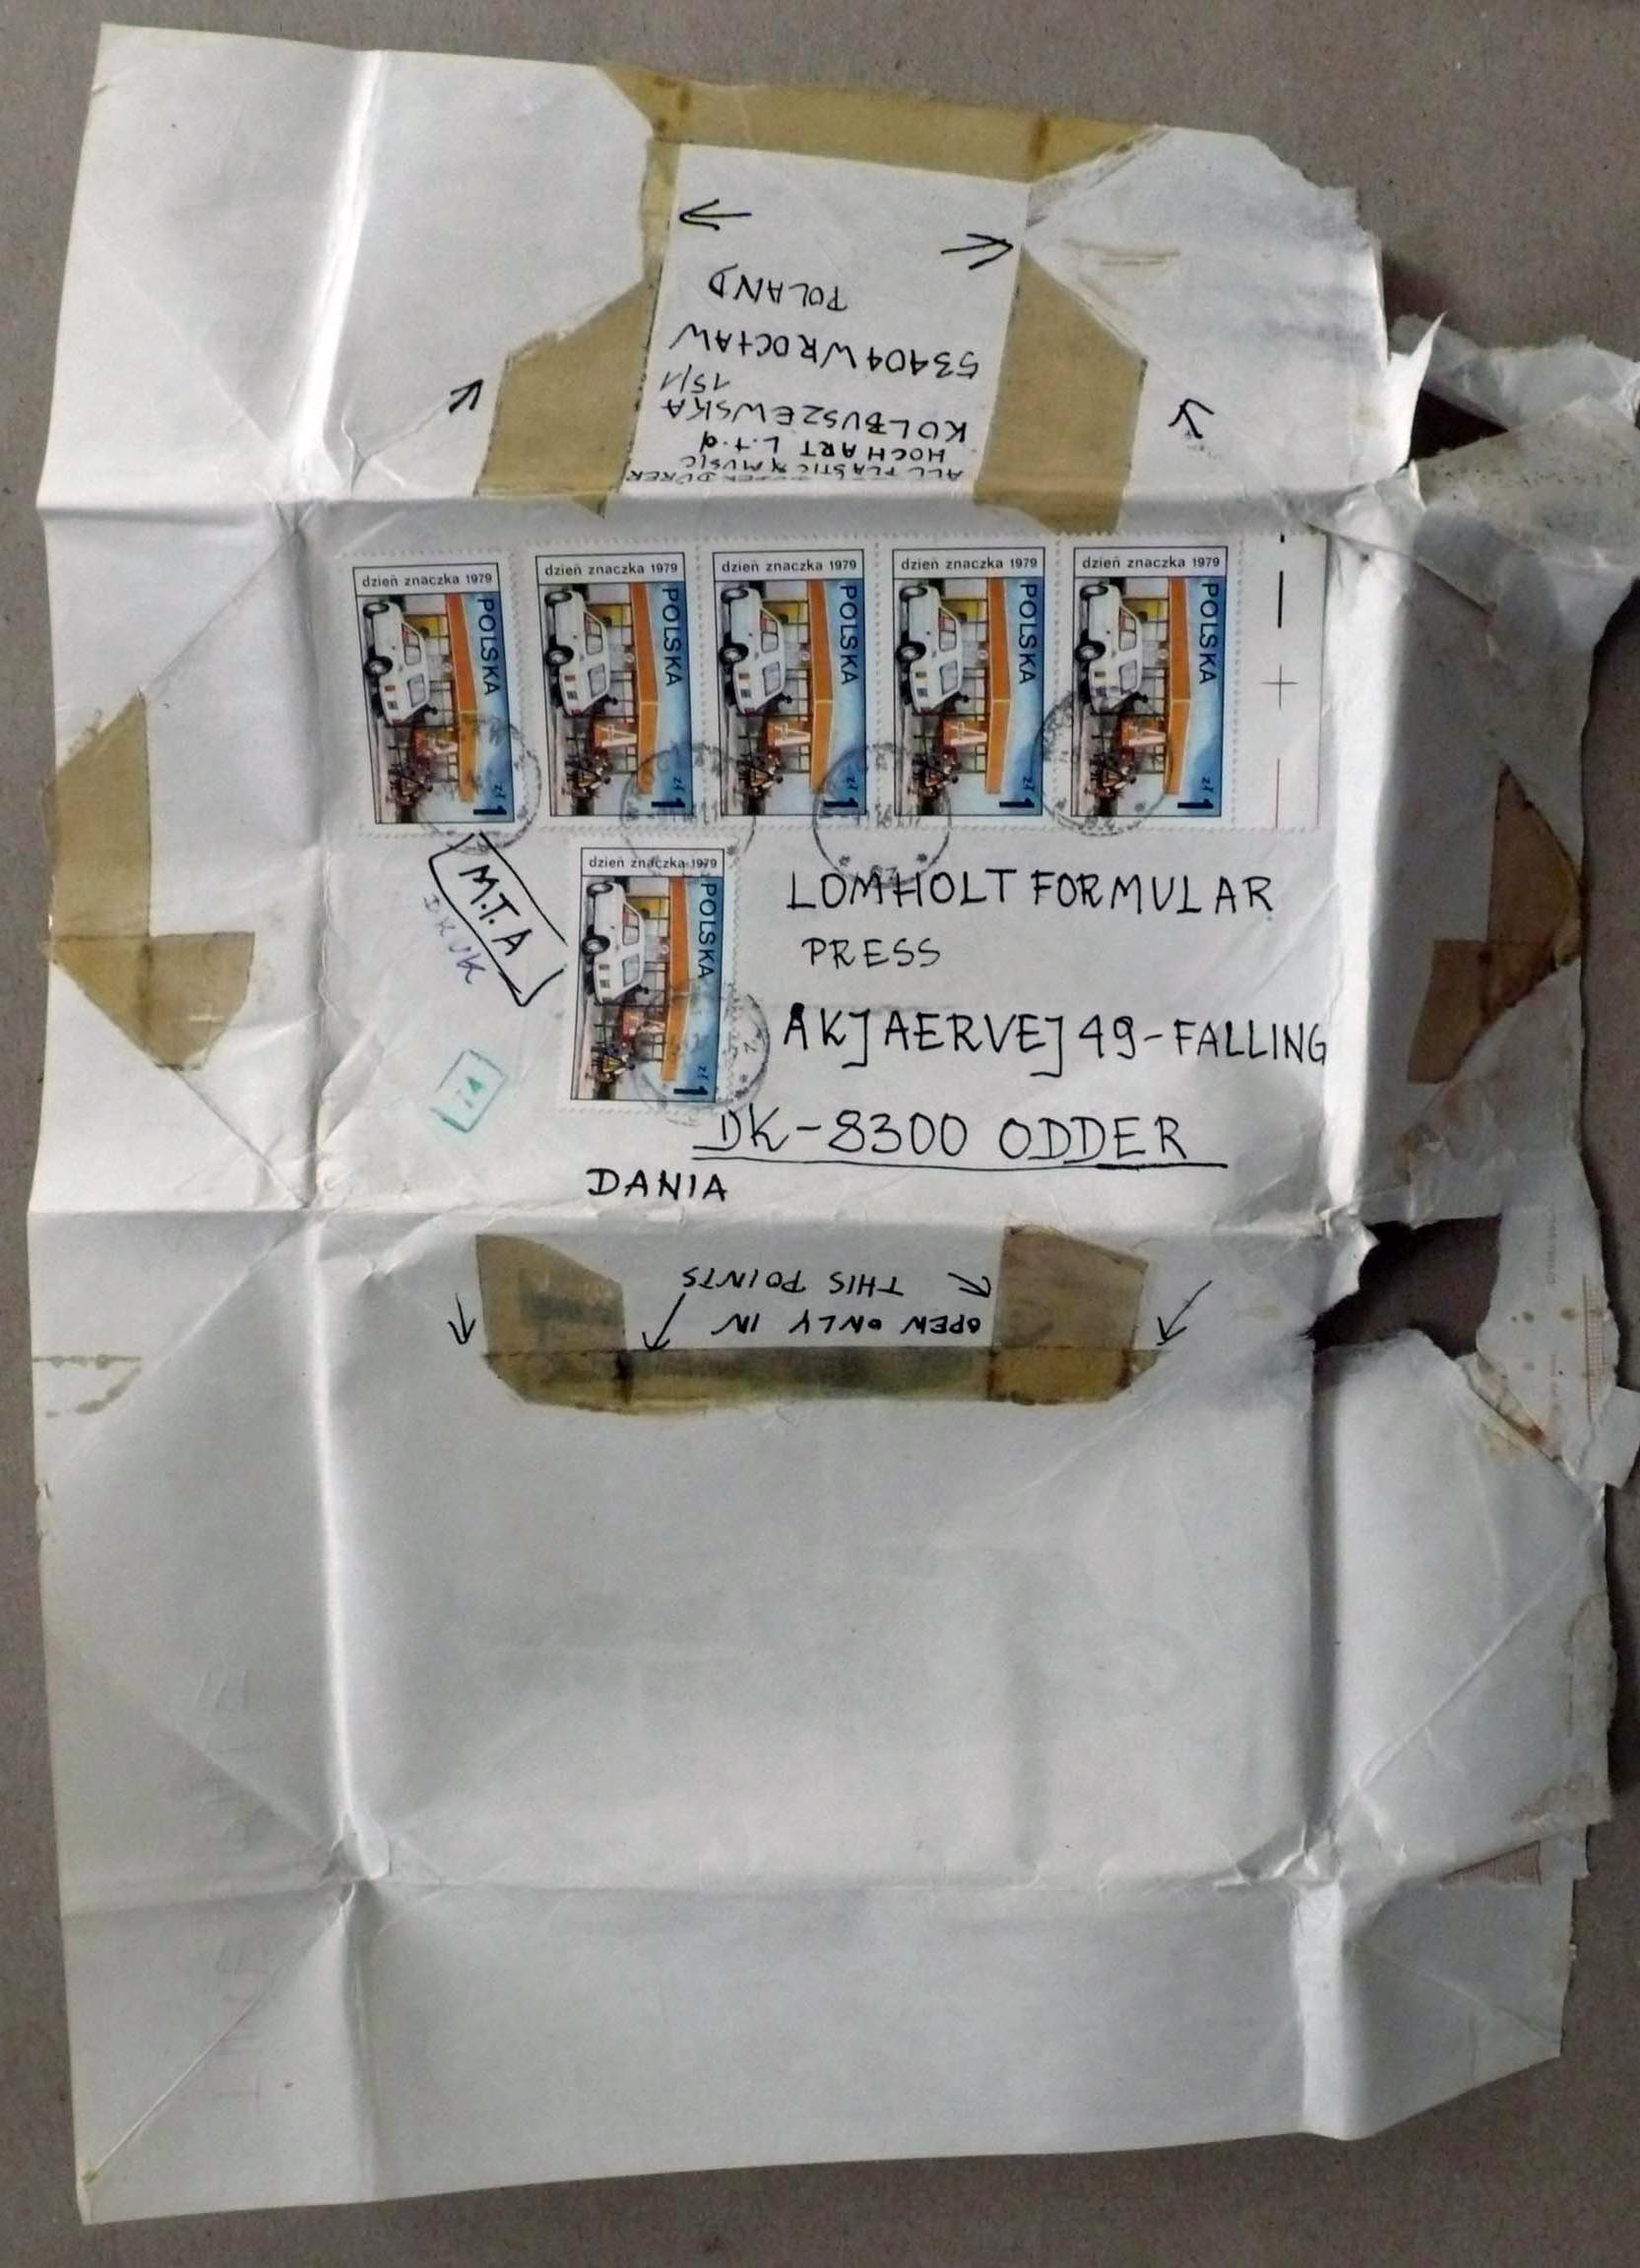 POLAND
53404 WROCŁAW
15/1
KOLBUSZEWSKA
HOCH ART L.t.d
ALL PLASTIC & MUSIC
dzień znaczka 1979
POLSKA
zł 1
dzień znaczka 1979
POLSKA
zł 1
dzień znaczka 1979
POLSKA
zł 1
dzień znaczka 1979
POLSKA
zł 1
dzień znaczka 1979
POLSKA
zł 1
dzień znaczka 1979
POLSKA
zł 1
M.T.A
LOMHOLT FORMULAR
PRESS
AKJAERVEJ 49-FALLING
DK-8300 ODDER
DANIA
OPEN ONLY IN
THIS POINTS